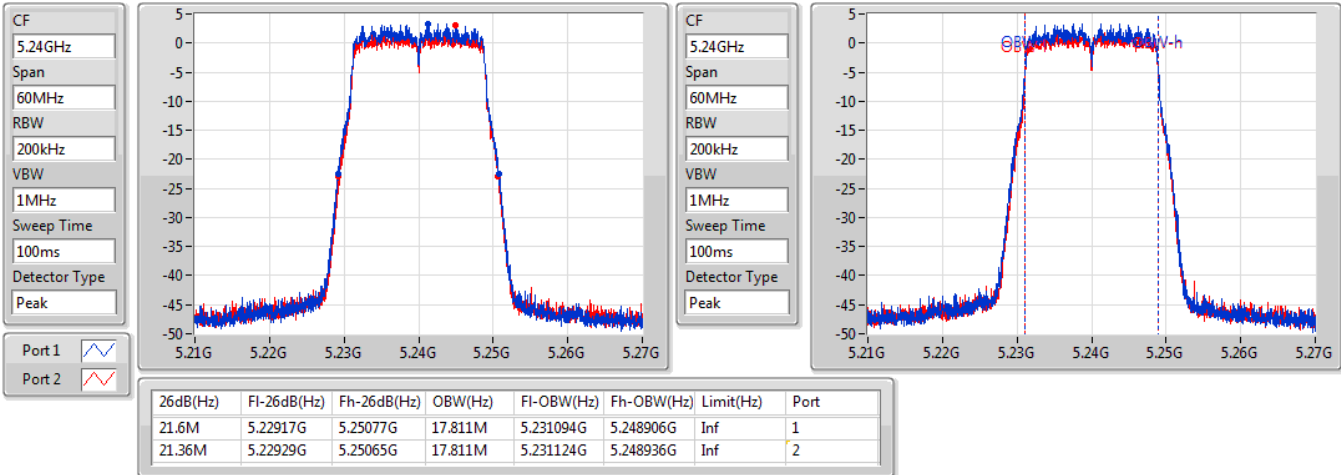 CF
5.24GHz
Span
60MHz
RBW
200kHz
VBW
1MHz
Sweep Time
100ms
Detector Type
Peak
Port 1
Port 2
5
0
-5
-10
-15
-20
-25
-30
-35
-40
-45
-50
5.21G 5.22G 5.23G 5.24G 5.25G 5.26G 5.27G
CF
5.24GHz
Span
60MHz
RBW
200kHz
VBW
1MHz
Sweep Time
100ms
Detector Type
Peak
5
0
-5
-10
-15
-20
-25
-30
-35
-40
-45
-50
5.21G 5.22G 5.23G 5.24G 5.25G 5.26G 5.27G
26dB(Hz) Fl-26dB(Hz) Fh-26dB(Hz) OBW(Hz) Fl-OBW(Hz) Fh-OBW(Hz) Limit(Hz) Port
21.6M 5.22917G 5.25077G 17.811M 5.231094G 5.248906G Inf 1
21.36M 5.22929G 5.25065G 17.811M 5.231124G 5.248936G Inf 2